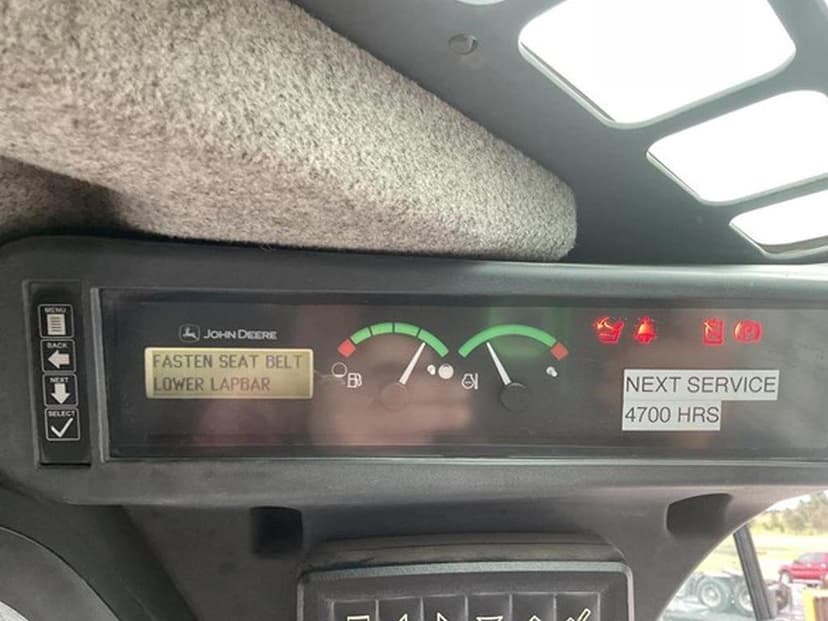 MENU
BACK
NEXT
SELECT
JOHN DEERE
FASTEN SEAT BELT
LOWER LAPBAR
NEXT SERVICE
4700 HRS